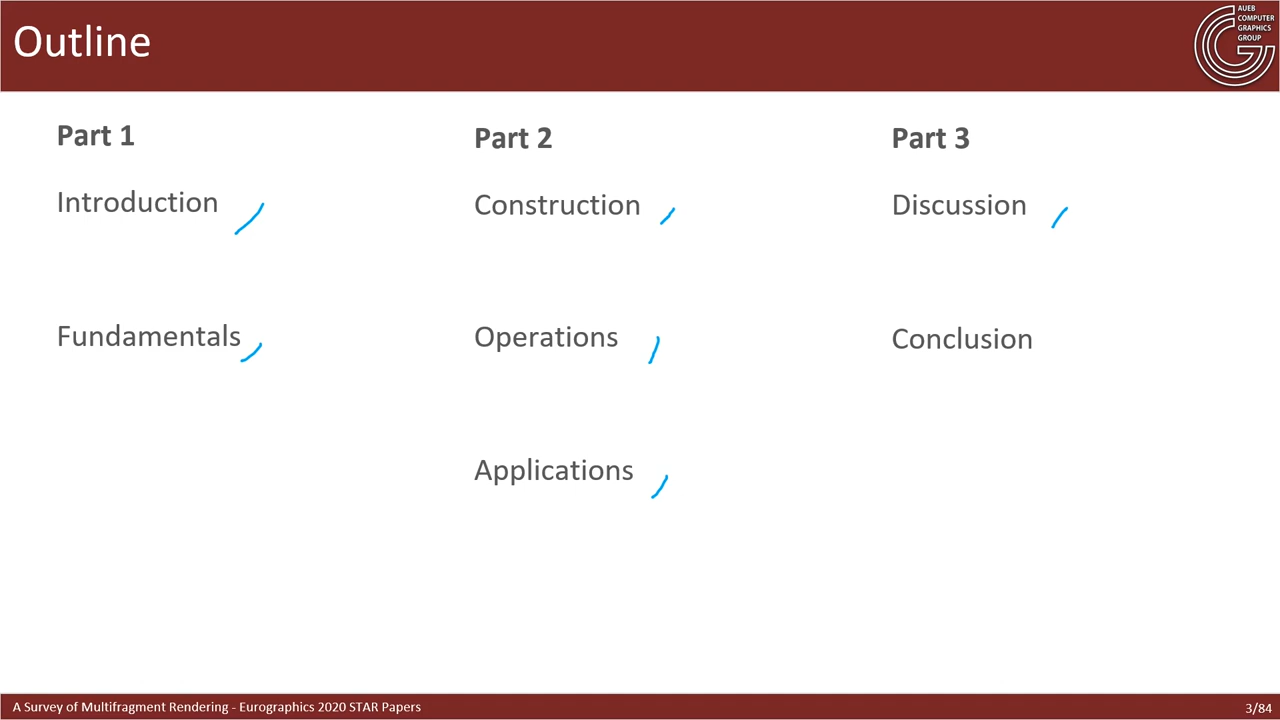 Outline
AUEB
COMPUTER
GRAPHICS
GROUP
Part 1
Introduction
Fundamentals
Part 2
Construction
Operations
Applications
Part 3
Discussion
Conclusion
A Survey of Multifragment Rendering - Eurographics 2020 STAR Papers
3/84